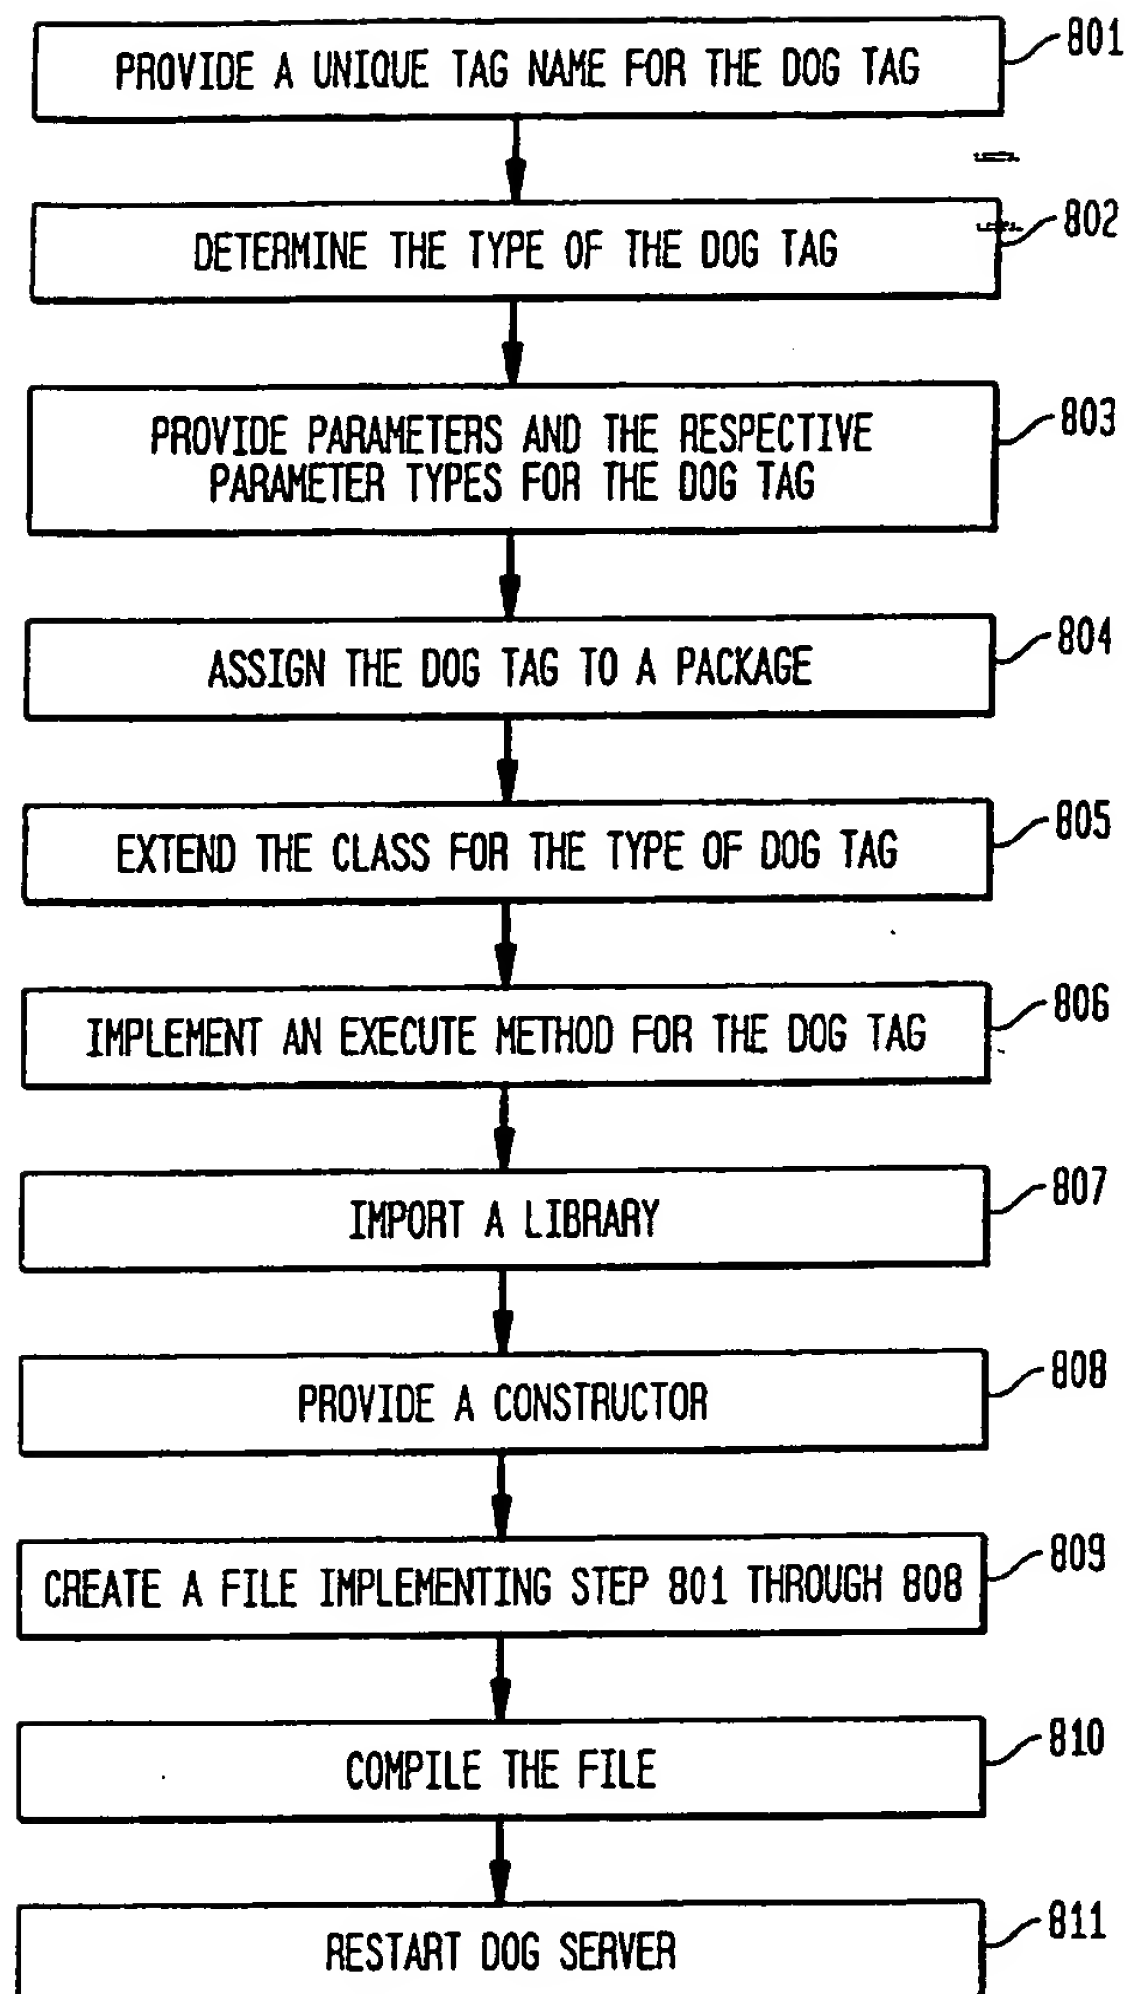 PROVIDE A UNIQUE TAG NAME FOR THE DOG TAG
801
DETERMINE THE TYPE OF THE DOG TAG
802
PROVIDE PARAMETERS AND THE RESPECTIVE
PARAMETER TYPES FOR THE DOG TAG
803
ASSIGN THE DOG TAG TO A PACKAGE
804
EXTEND THE CLASS FOR THE TYPE OF DOG TAG
805
IMPLEMENT AN EXECUTE METHOD FOR THE DOG TAG
806
IMPORT A LIBRARY
807
PROVIDE A CONSTRUCTOR
808
CREATE A FILE IMPLEMENTING STEP 801 THROUGH 808
809
COMPILE THE FILE
810
RESTART DOG SERVER
811